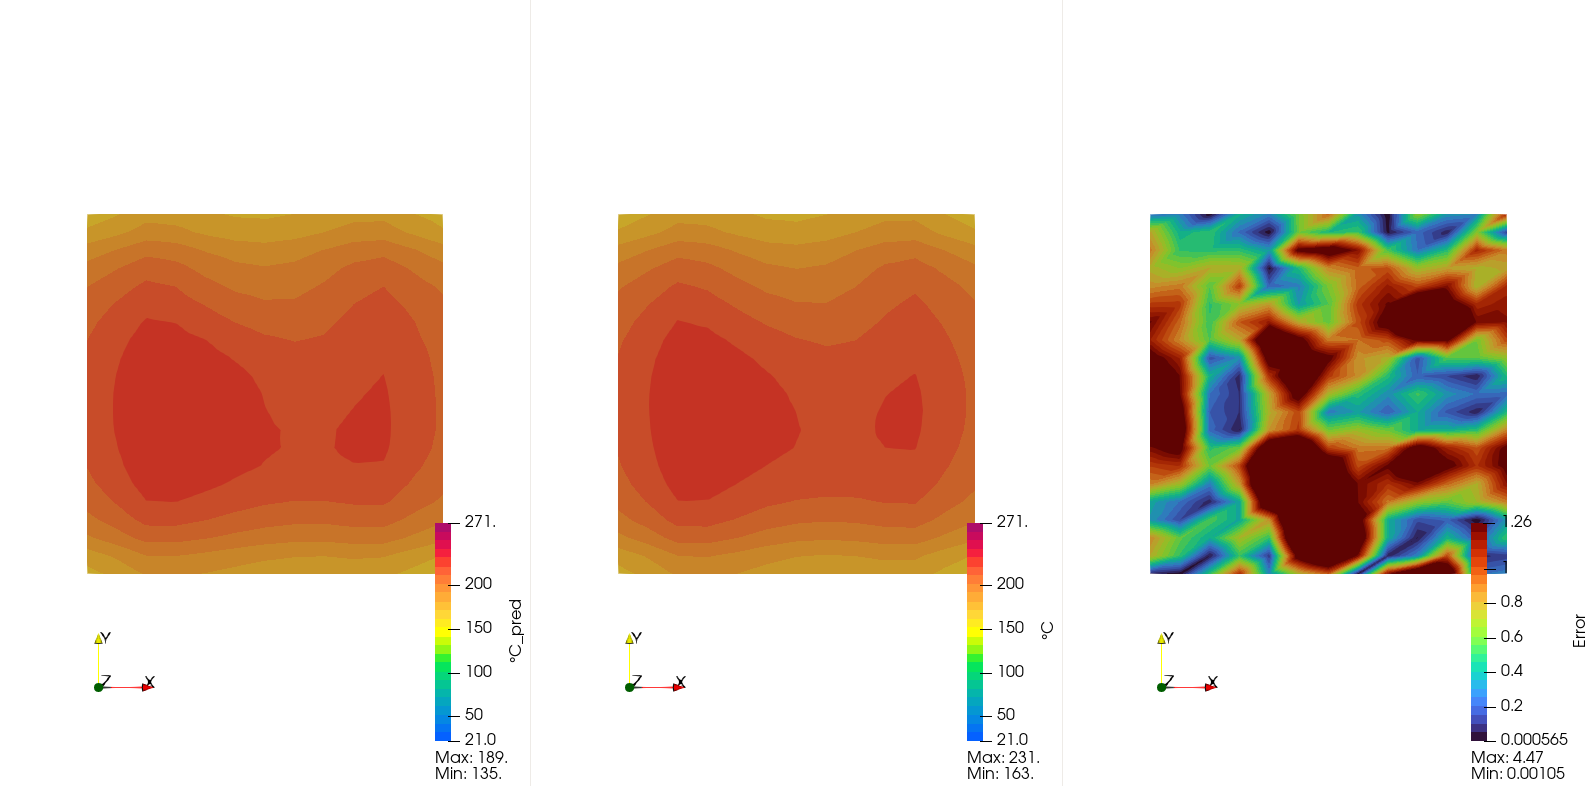 271.
200
150
100
50
21.0
°C_pred
Max: 189.
Min: 135.
Y
Z
X
271.
200
150
100
50
21.0
°C
Max: 231.
Min: 163.
Y
Z
X
1.26
1
0.8
0.6
0.4
0.2
0.000565
Error
Max: 4.47
Min: 0.00105
Y
Z
X